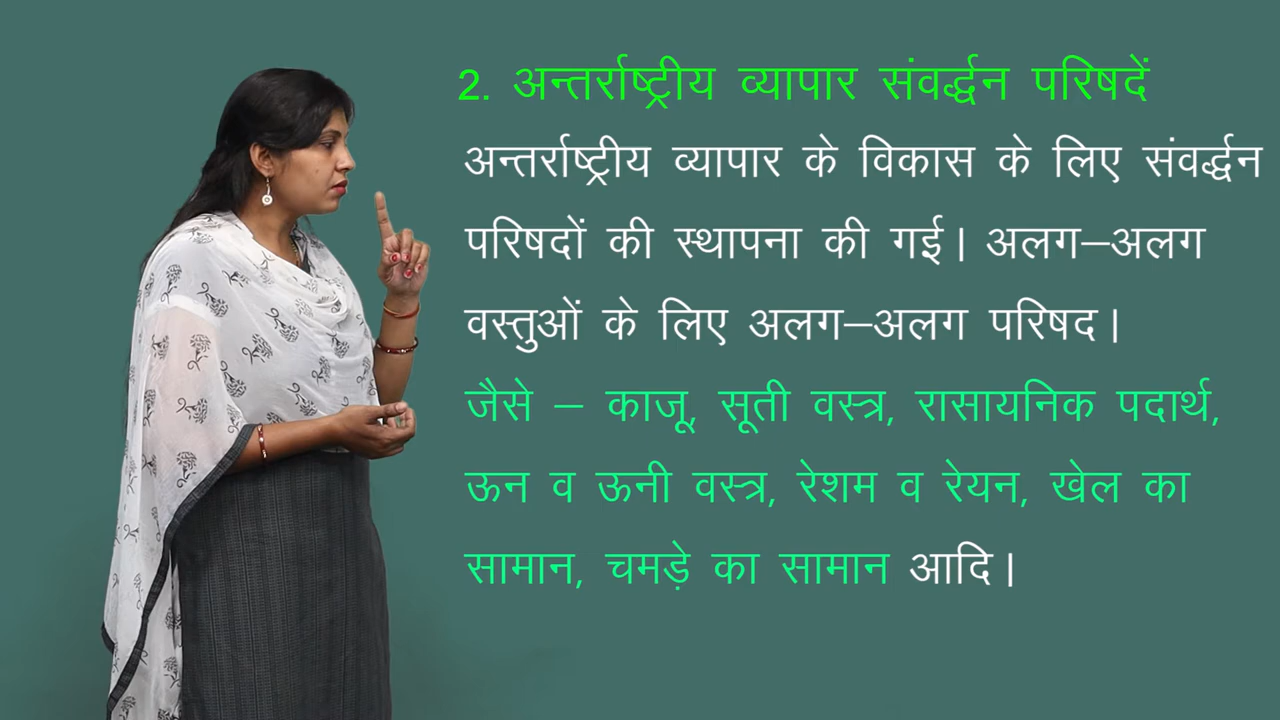 2. अन्तर्राष्ट्रीय व्यापार संवर्द्धन परिषदें
अन्तर्राष्ट्रीय व्यापार के विकास के लिए संवर्द्धन
परिषदों की स्थापना की गई। अलग–अलग
वस्तुओं के लिए अलग–अलग परिषद।
जैसे – काजू, सूती वस्त्र, रासायनिक पदार्थ,
ऊन व ऊनी वस्त्र, रेशम व रेयन, खेल का
सामान, चमड़े का सामान आदि।